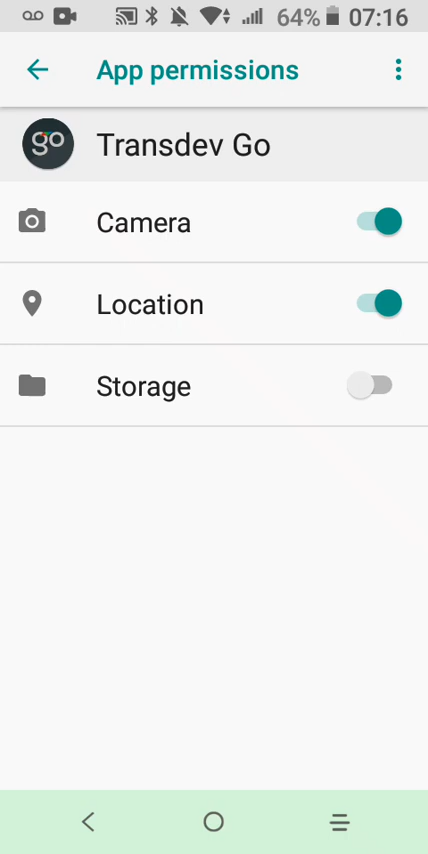 64% 07:16
App permissions
go Transdev Go
Camera
Location
Storage